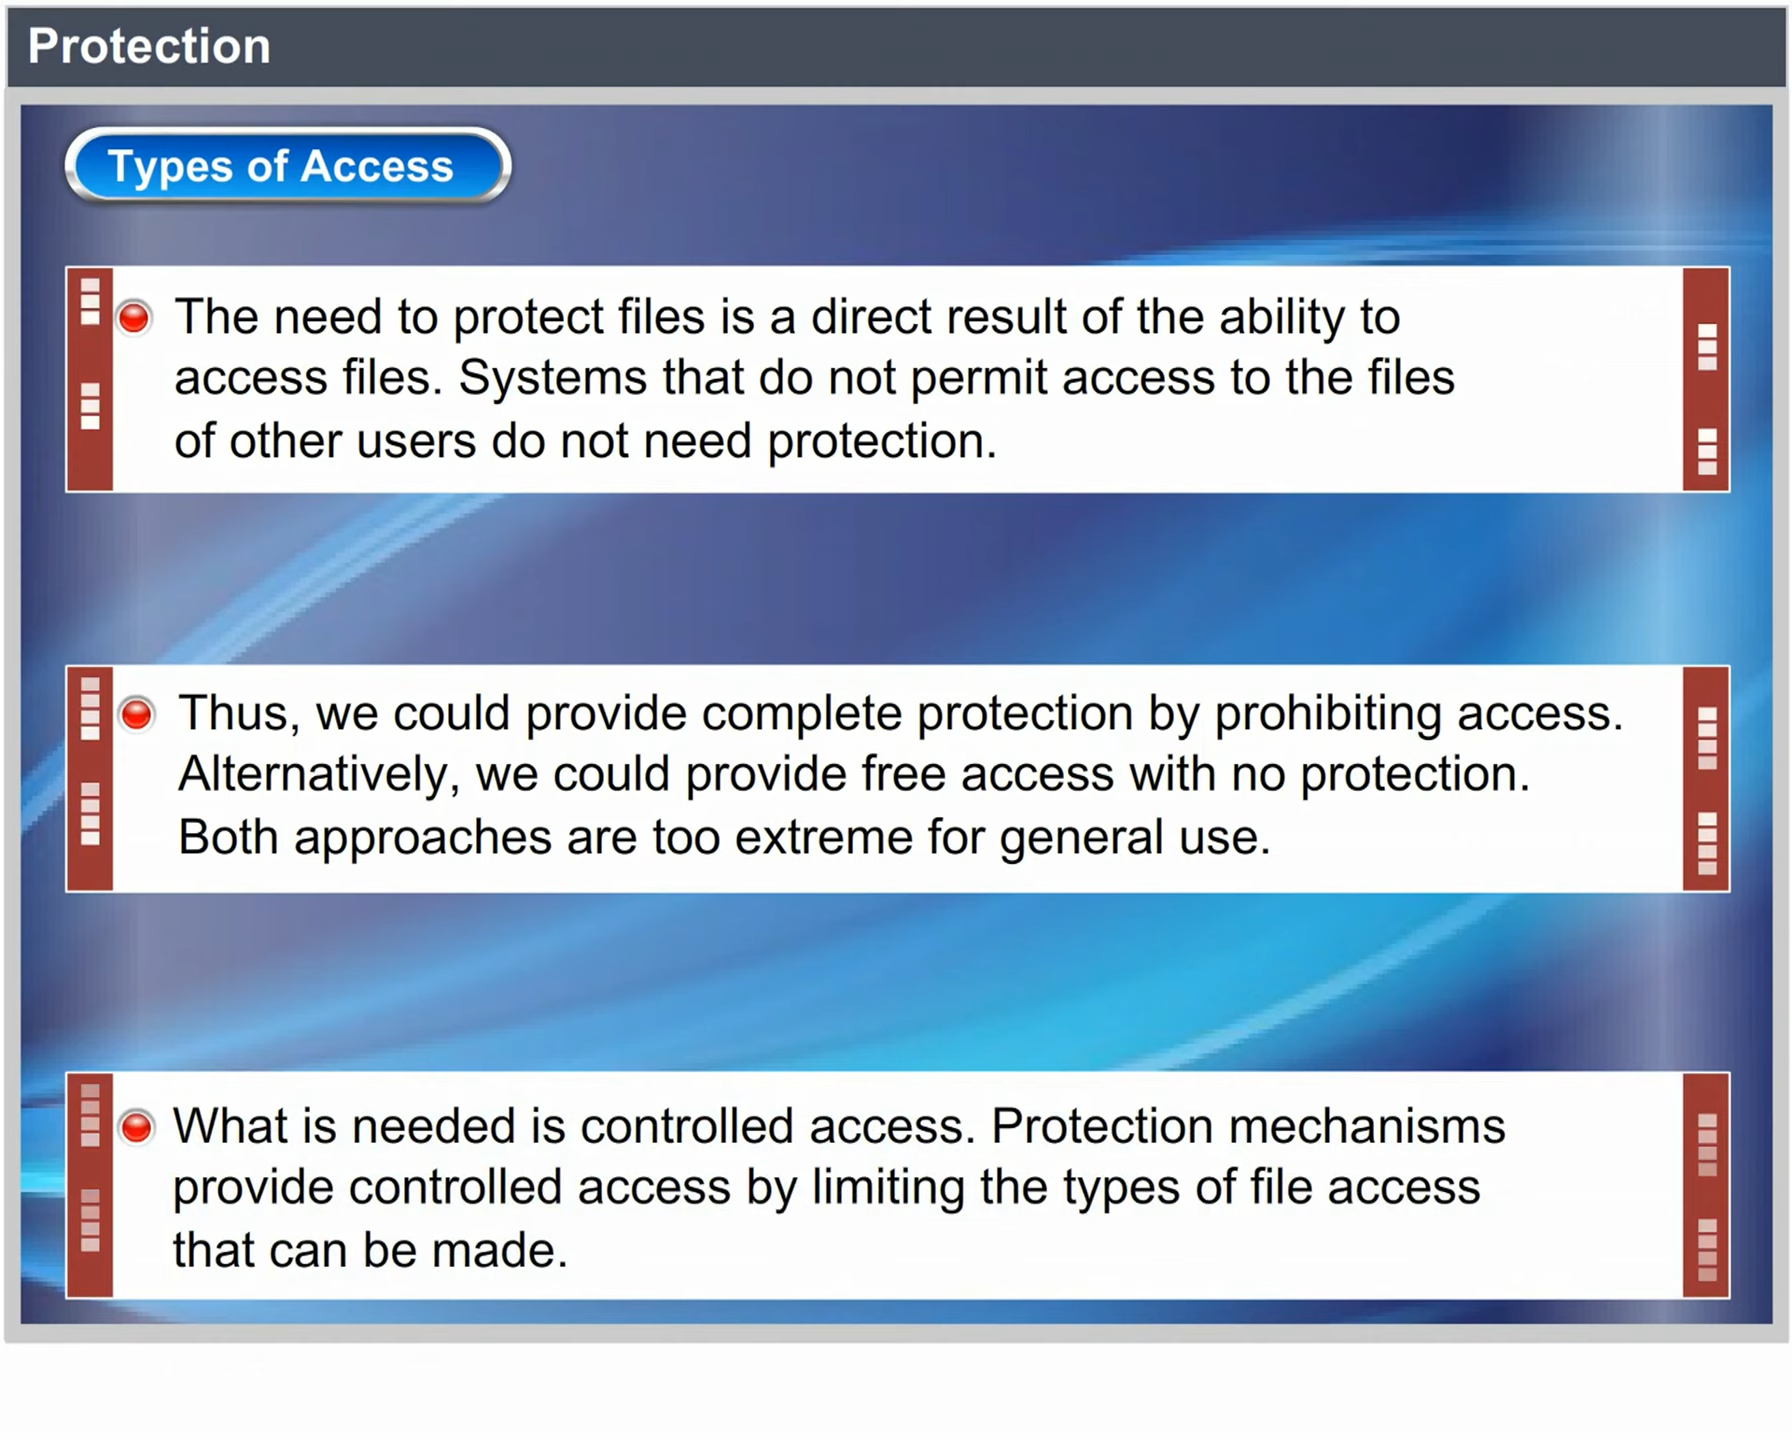 Protection
Types of Access
The need to protect files is a direct result of the ability to
access files. Systems that do not permit access to the files
of other users do not need protection.
Thus, we could provide complete protection by prohibiting access.
Alternatively, we could provide free access with no protection.
Both approaches are too extreme for general use.
What is needed is controlled access. Protection mechanisms
provide controlled access by limiting the types of file access
that can be made.